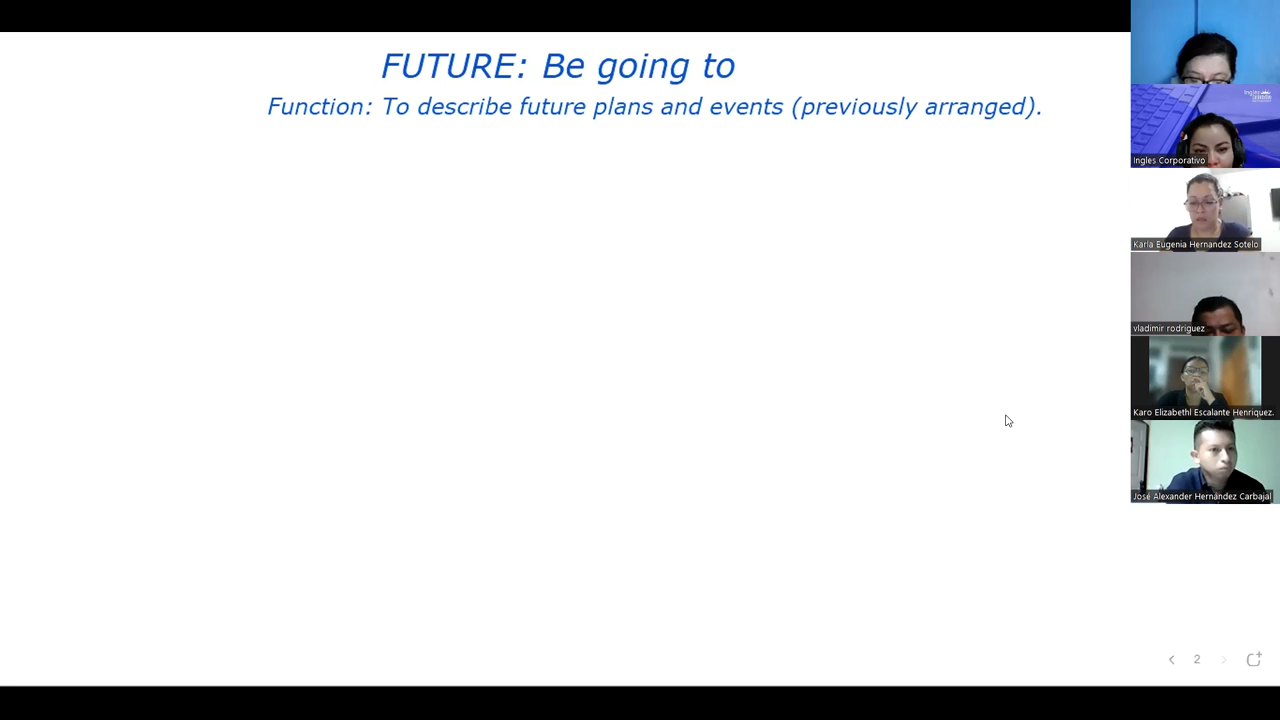 FUTURE: Be going to
Function: To describe future plans and events (previously arranged).
Ingles Corporativo
Karla Eugenia Hernandez Sotelo
vladimir rodriguez
Karo Elizabethl Escalante Henriquez.
José Alexander Hernández Carbajal
2